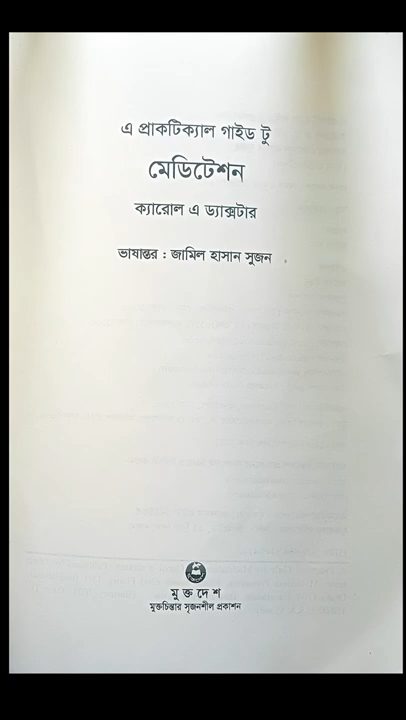 এ প্রাকটিক্যাল গাইড টু
মেডিটেশন
ক্যারোল এ ড্যাক্সটার
ভাষান্তর : জামিল হাসান সুজন
মু ক্ত দে শ
মুক্তচিন্তার সৃজনশীল প্রকাশন